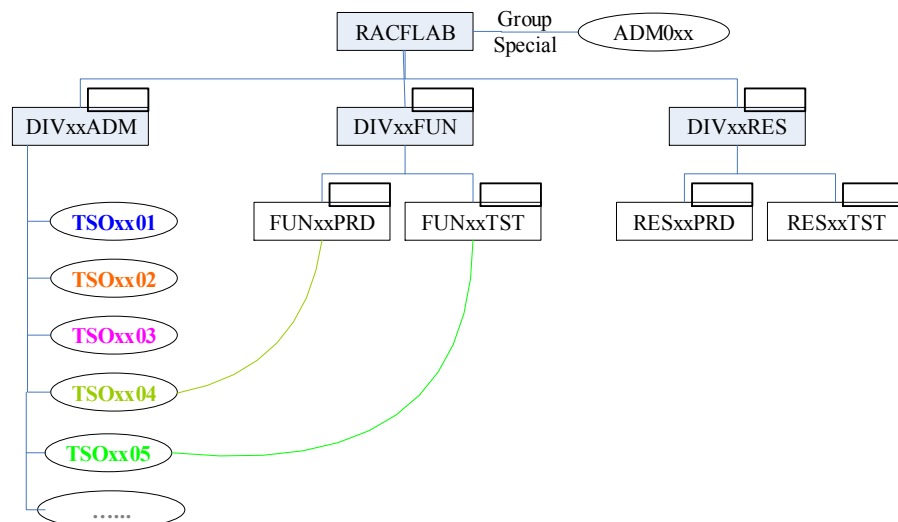 RACFLAB
Group
Special
ADM0xx
DIVxxADM
DIVxxFUN
DIVxxRES
FUNxxPRD
FUNxxTST
RESxxPRD
RESxxTST
TSOxx01
TSOxx02
TSOxx03
TSOxx04
TSOxx05
......